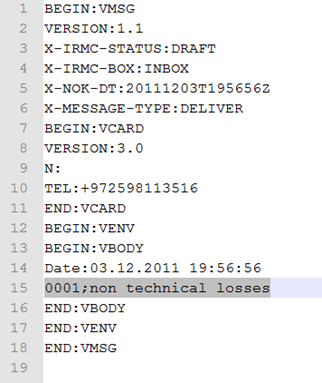 1 BEGIN:VMSG
2 VERSION:1.1
3 X-IRMC-STATUS:DRAFT
4 X-IRMC-BOX:INBOX
5 X-NOK-DT:20111203T195656Z
6 X-MESSAGE-TYPE:DELIVER
7 BEGIN:VCARD
8 VERSION:3.0
9 N:
10 TEL:+972598113516
11 END:VCARD
12 BEGIN:VENV
13 BEGIN:VBODY
14 Date:03.12.2011 19:56:56
15 0001;non technical losses
16 END:VBODY
17 END:VENV
18 END:VMSG
19